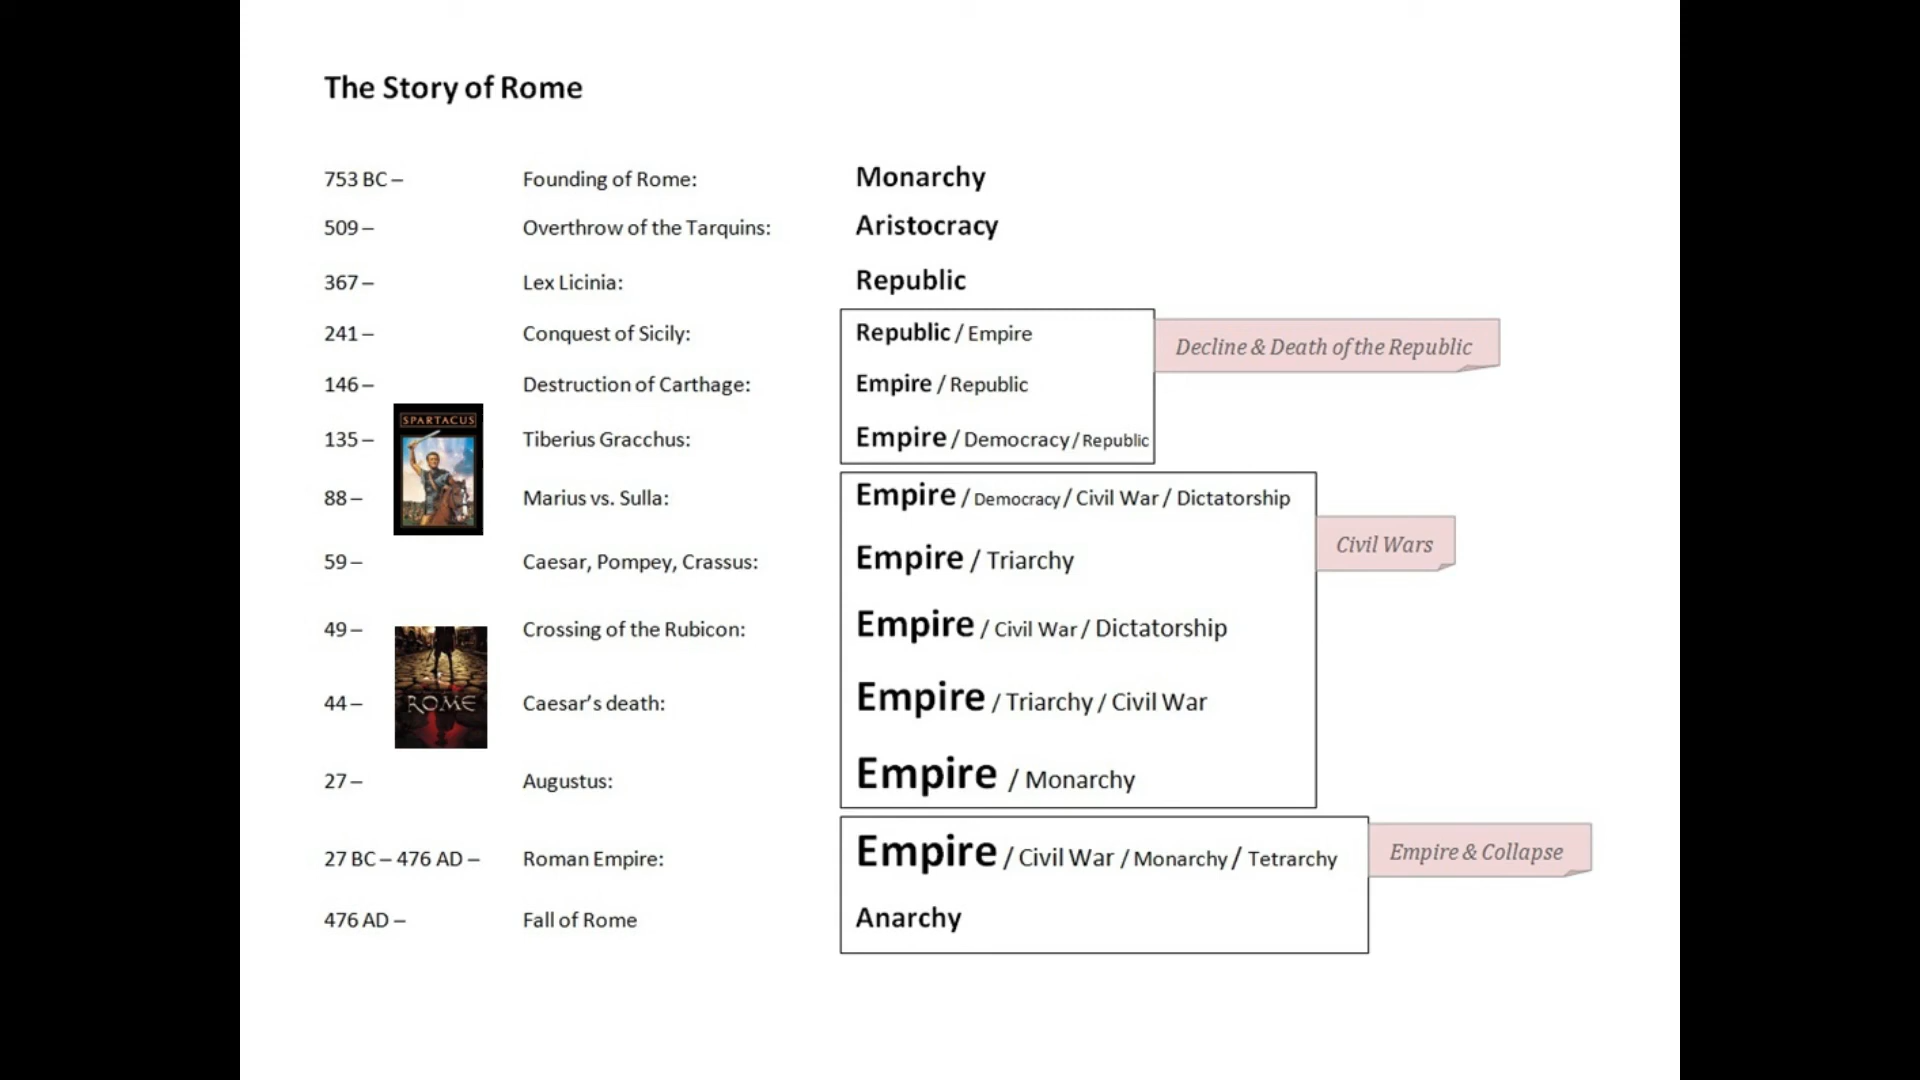 The Story of Rome
753 BC – Founding of Rome: Monarchy
509 – Overthrow of the Tarquins: Aristocracy
367 – Lex Licinia: Republic
241 – Conquest of Sicily: Republic / Empire
Decline & Death of the Republic
146 – Destruction of Carthage: Empire / Republic
SPARTACUS
135 – Tiberius Gracchus: Empire / Democracy / Republic
88 – Marius vs. Sulla: Empire / Democracy / Civil War / Dictatorship
Civil Wars
59 – Caesar, Pompey, Crassus: Empire / Triarchy
49 – Crossing of the Rubicon: Empire / Civil War / Dictatorship
ROME
44 – Caesar’s death: Empire / Triarchy / Civil War
27 – Augustus: Empire / Monarchy
27 BC – 476 AD – Roman Empire: Empire / Civil War / Monarchy / Tetrarchy
Empire & Collapse
476 AD – Fall of Rome Anarchy